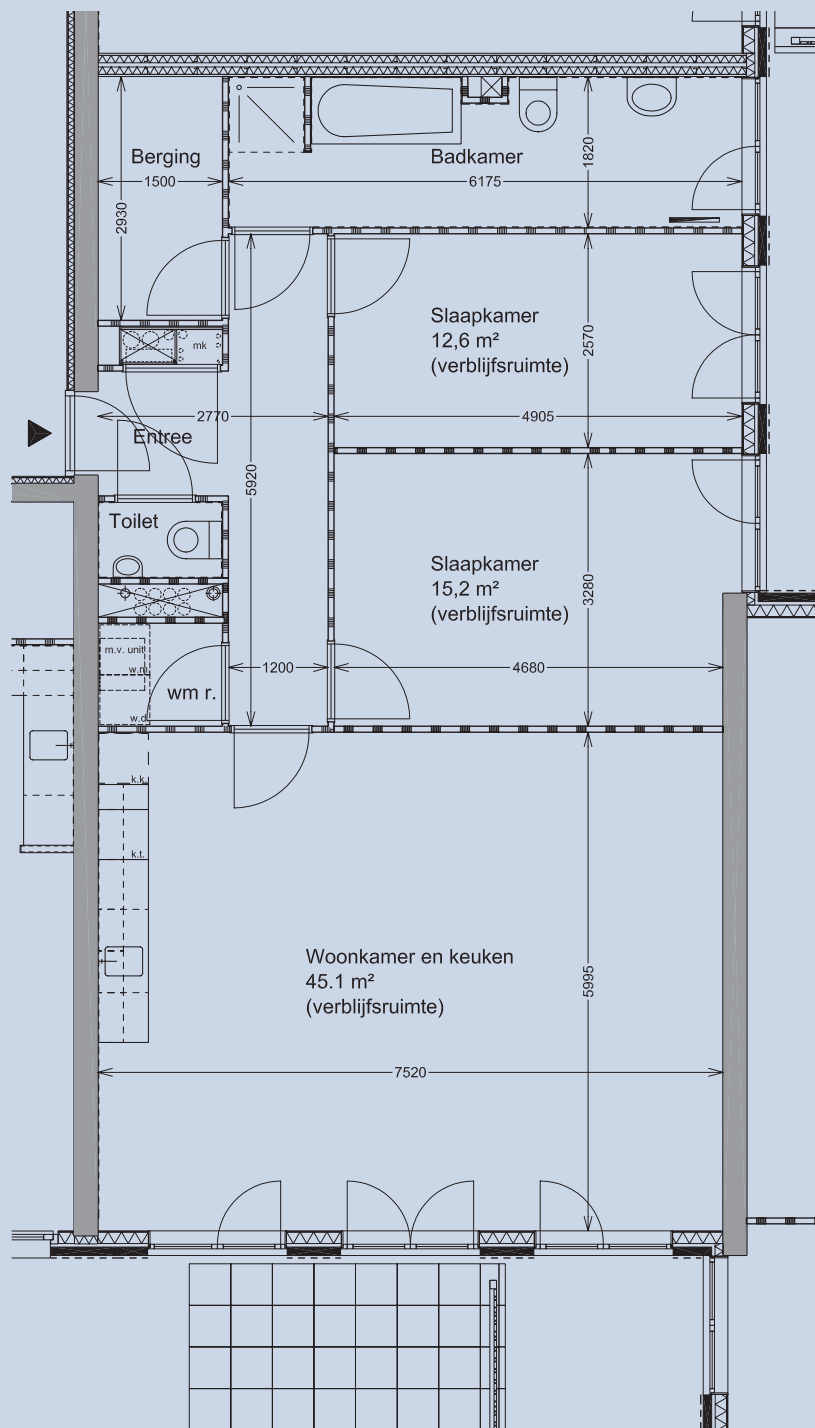 Berging
1500
2930
Badkamer
6175
1820
mk
Slaapkamer
12,6 m²
(verblijfsruimte)
2570
2770
4905
Entree
5920
Toilet
Slaapkamer
15,2 m²
(verblijfsruimte)
3280
m.v. unit
w.m
wm r.
w.d
1200
4680
k.k.
k.t.
Woonkamer en keuken
45.1 m²
(verblijfsruimte)
5995
7520